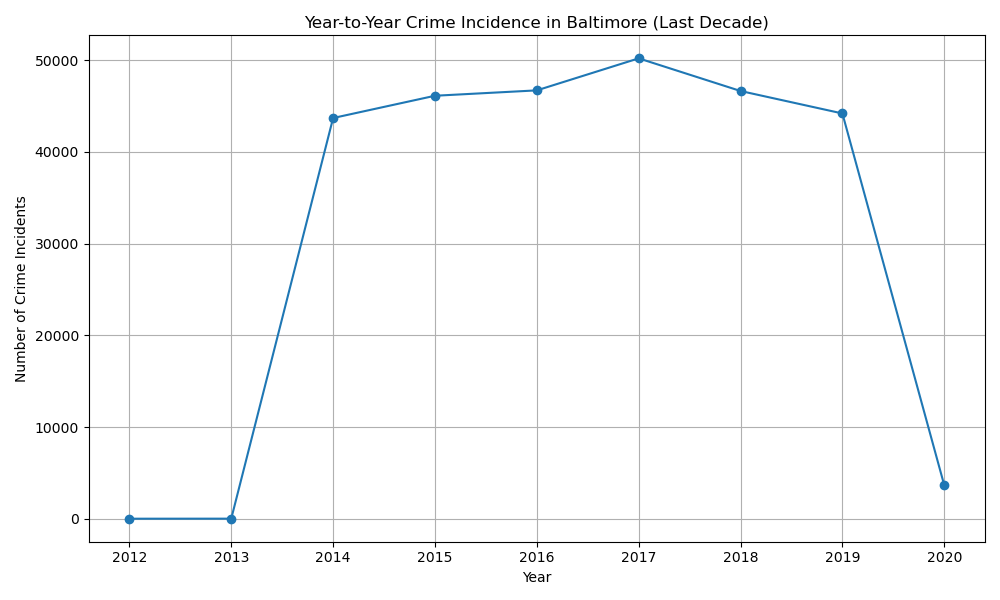 Year-to-Year Crime Incidence in Baltimore (Last Decade)
Number of Crime Incidents
50000
40000
30000
20000
10000
0
2012 2013 2014 2015 2016 2017 2018 2019 2020
Year